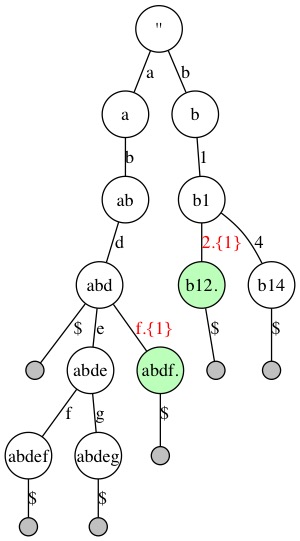 "
a b
a b
b 1
ab b1
d 2.{1} 4
abd b12. b14
$ e f.{1} $ $
abde abdf.
f g $
abdef abdeg
$ $